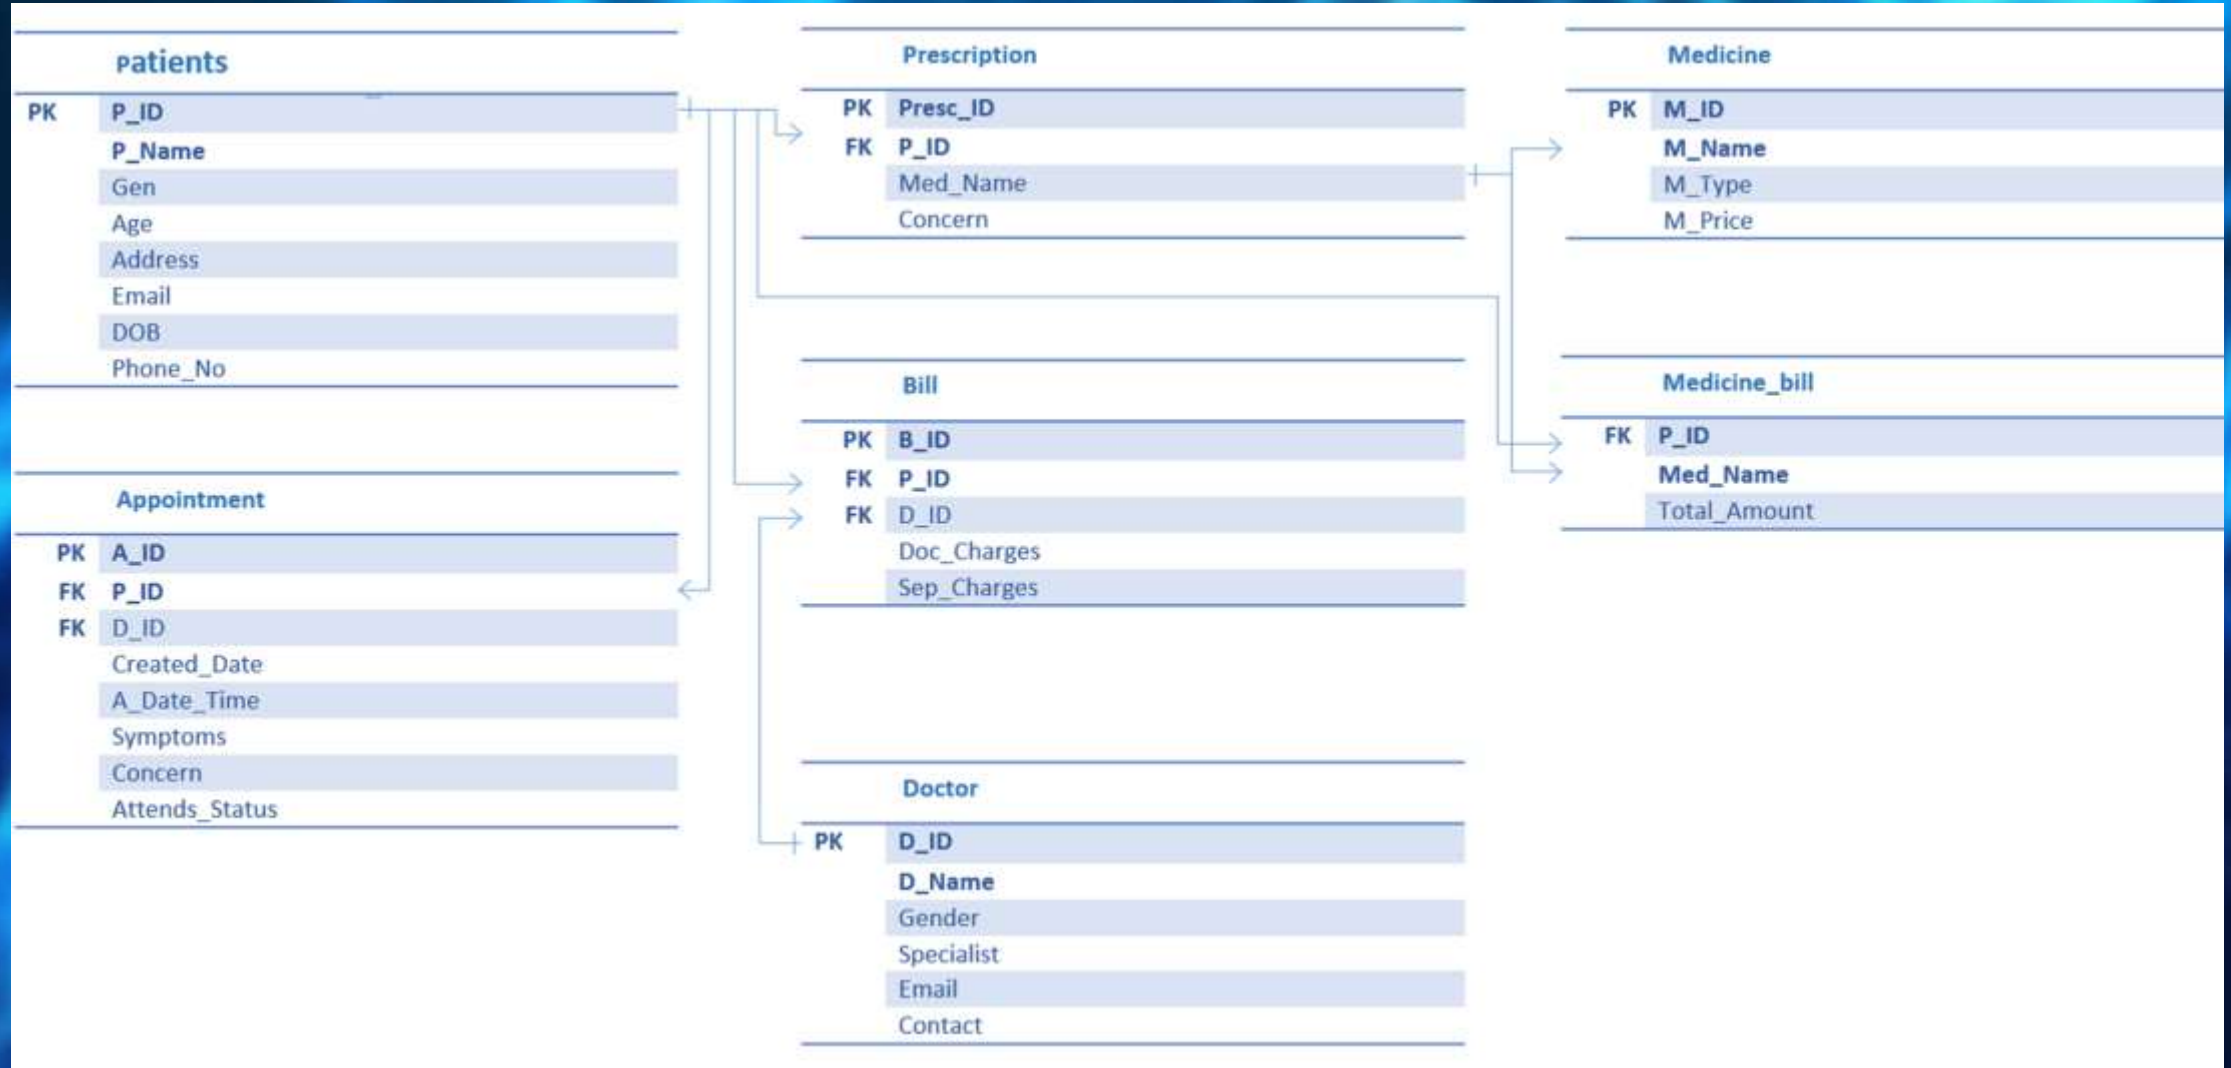 Patients
PK P_ID
P_Name
Gen
Age
Address
Email
DOB
Phone_No
Appointment
PK A_ID
FK P_ID
FK D_ID
Created_Date
A_Date_Time
Symptoms
Concern
Attends_Status
Prescription
PK Presc_ID
FK P_ID
Med_Name
Concern
Bill
PK B_ID
FK P_ID
FK D_ID
Doc_Charges
Sep_Charges
Doctor
PK D_ID
D_Name
Gender
Specialist
Email
Contact
Medicine
PK M_ID
M_Name
M_Type
M_Price
Medicine_bill
FK P_ID
Med_Name
Total_Amount